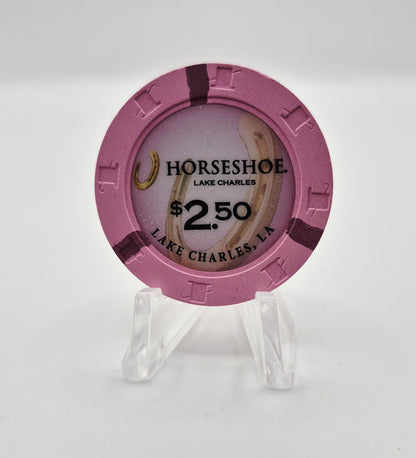 HORSESHOE.
LAKE CHARLES
$2.50
LAKE CHARLES, LA